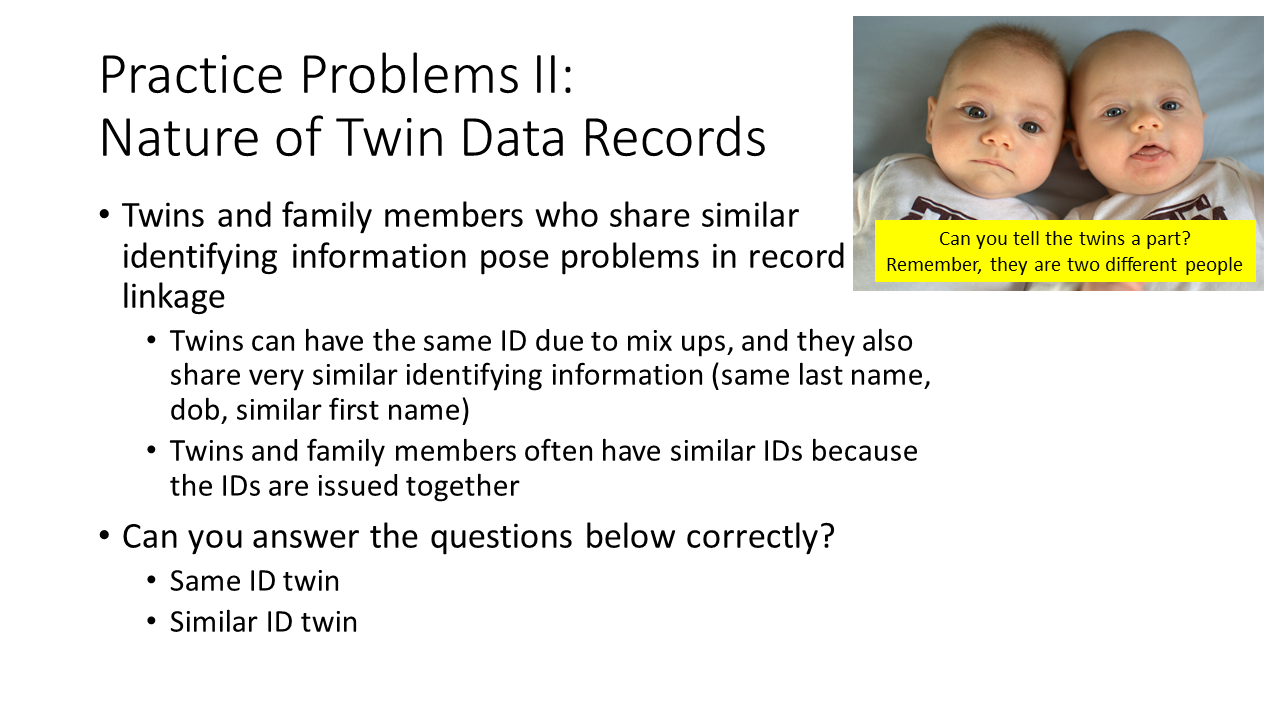 Practice Problems II:
Nature of Twin Data Records
• Twins and family members who share similar
identifying information pose problems in record
linkage
• Twins can have the same ID due to mix ups, and they also
share very similar identifying information (same last name,
dob, similar first name)
• Twins and family members often have similar IDs because
the IDs are issued together
• Can you answer the questions below correctly?
• Same ID twin
• Similar ID twin
Can you tell the twins a part?
Remember, they are two different people